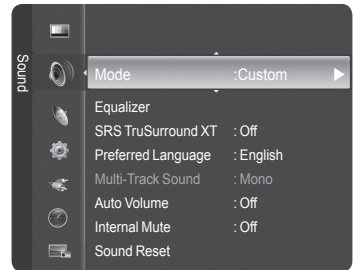 Sound
Mode :Custom
Equalizer
SRS TruSurround XT : Off
Preferred Language : English
Multi-Track Sound : Mono
Auto Volume : Off
Internal Mute : Off
Sound Reset